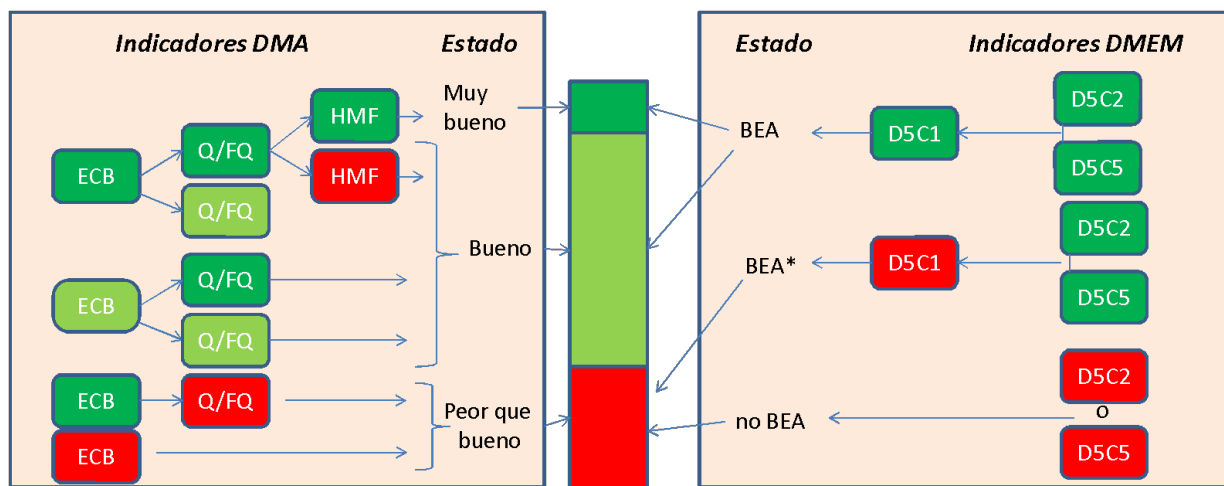 Indicadores DMA
Estado
Muy
bueno
HMF
Q/FQ
ECB
HMF
Q/FQ
Bueno
Q/FQ
ECB
Q/FQ
ECB
Q/FQ
Peor que
bueno
ECB
Estado
Indicadores DMEM
D5C2
BEA
D5C1
D5C5
D5C2
BEA*
D5C1
D5C5
D5C2
no BEA
o
D5C5